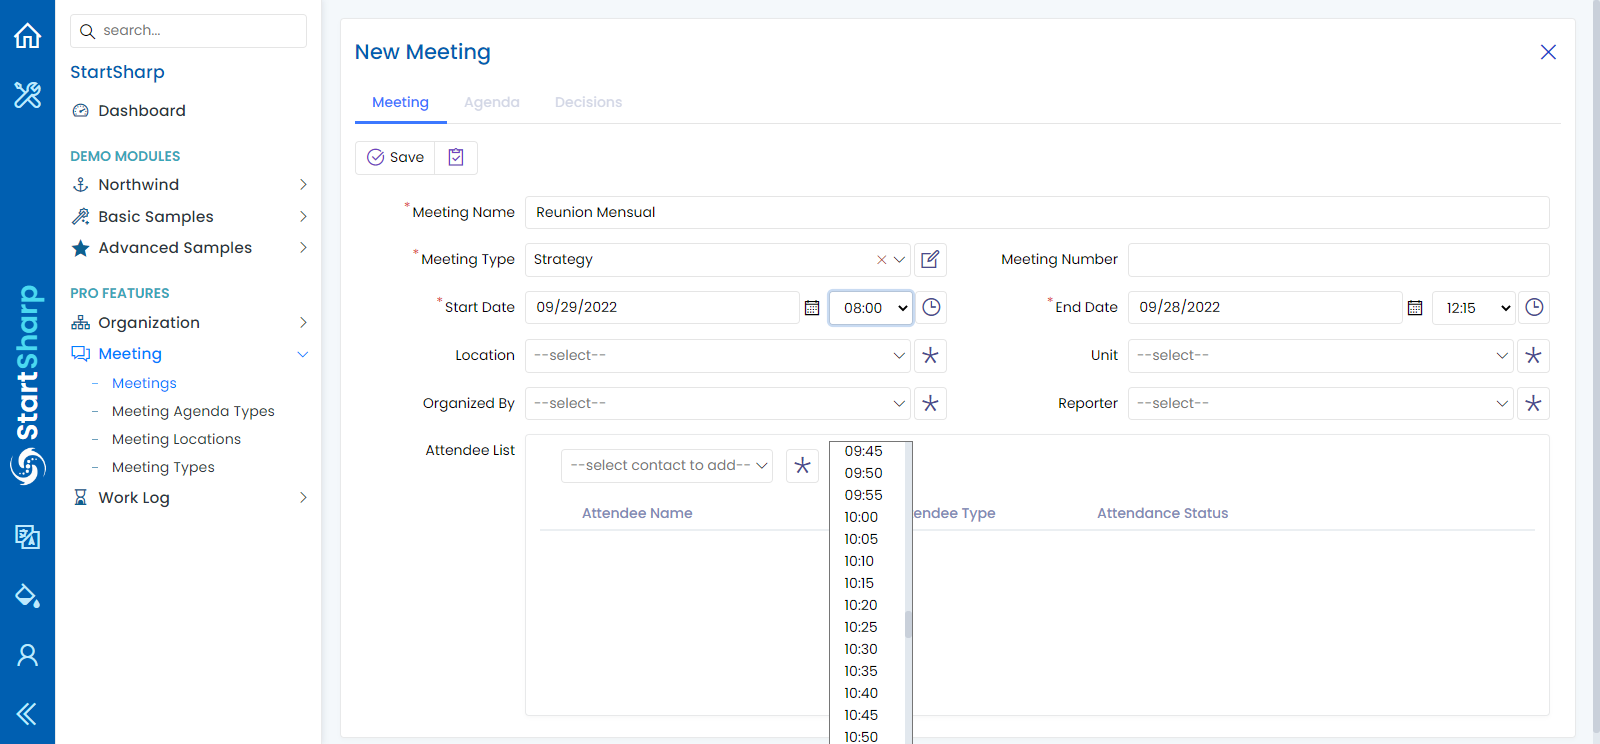 search...
StartSharp
Dashboard
DEMO MODULES
Northwind
Basic Samples
Advanced Samples
PRO FEATURES
Organization
Meeting
- Meetings
- Meeting Agenda Types
- Meeting Locations
- Meeting Types
Work Log
StartSharp
New Meeting
Meeting Agenda Decisions
Save
*Meeting Name Reunion Mensual
*Meeting Type Strategy Meeting Number
*Start Date 09/29/2022 08:00 *End Date 09/28/2022 12:15
Location --select-- Unit --select--
Organized By --select-- Reporter --select--
Attendee List --select contact to add--
Attendee Name endee Type Attendance Status
09:45
09:50
09:55
10:00
10:05
10:10
10:15
10:20
10:25
10:30
10:35
10:40
10:45
10:50